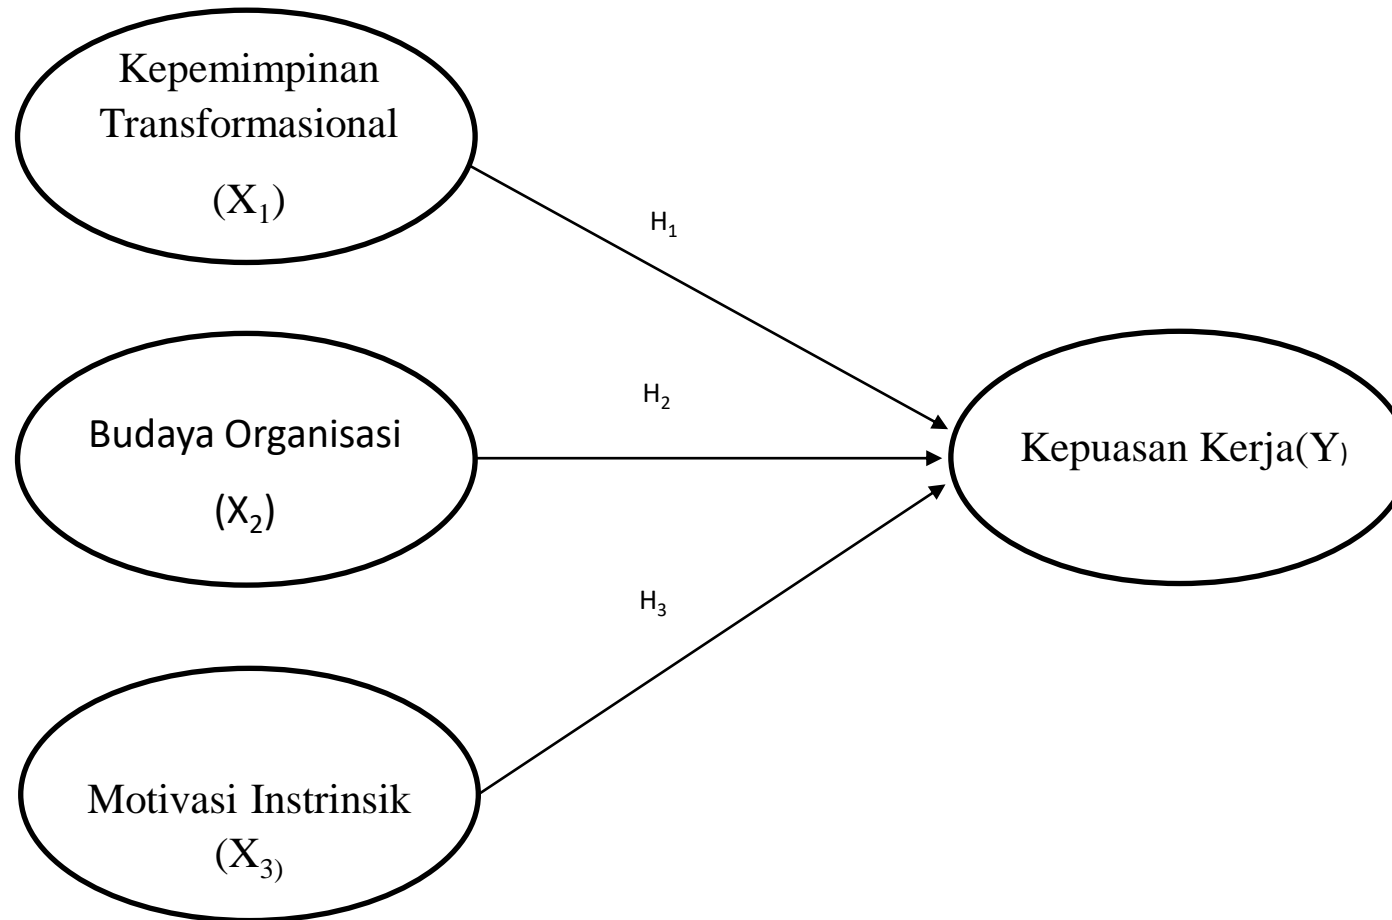 Kepemimpinan
Transformasional
(X₁)
H₁
Budaya Organisasi
(X₂)
H₂
Kepuasan Kerja(Y)
H₃
Motivasi Instrinsik
(X₃)